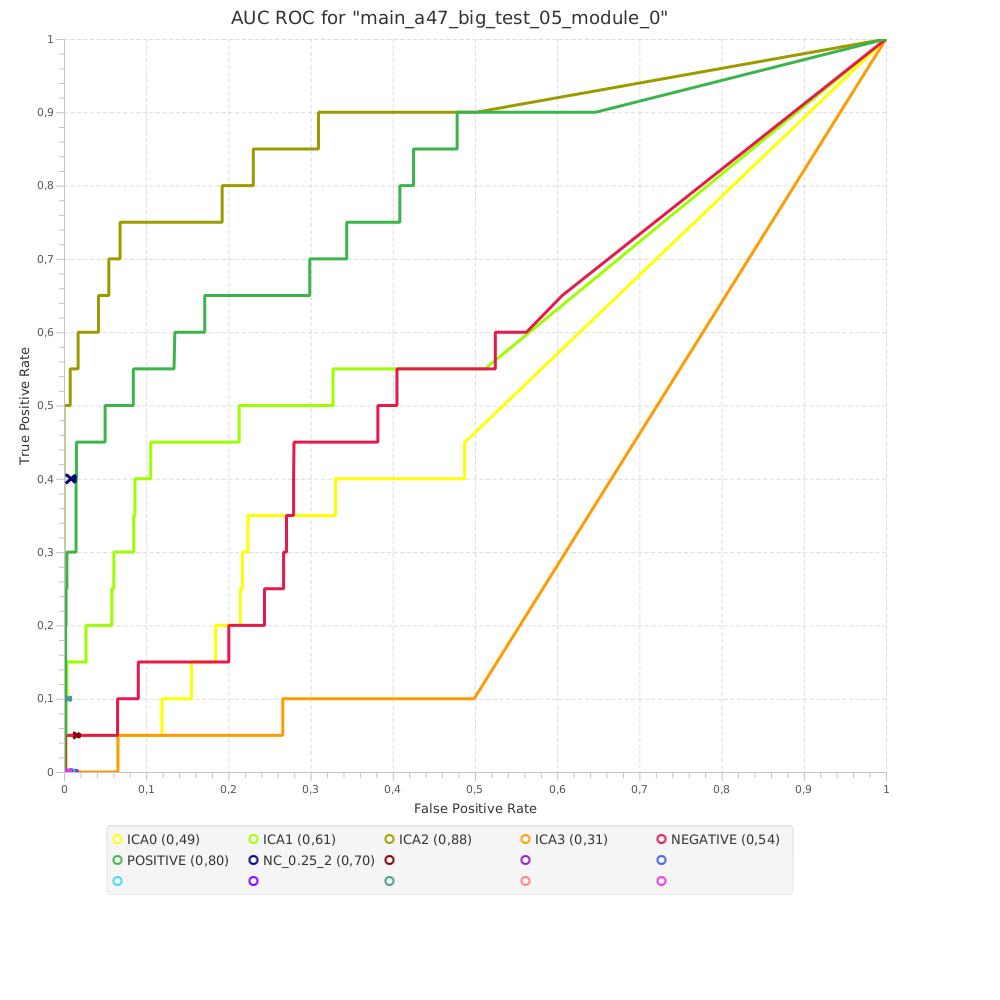 AUC ROC for "main_a47_big_test_05_module_0"
1
0,9
0,8
0,7
0,6
0,5
0,4
0,3
0,2
0,1
0
True Positive Rate
0 0,1 0,2 0,3 0,4 0,5 0,6 0,7 0,8 0,9 1
False Positive Rate
ICA0 (0,49) ICA1 (0,61) ICA2 (0,88) ICA3 (0,31) NEGATIVE (0,54)
POSITIVE (0,80) NC_0.25_2 (0,70)